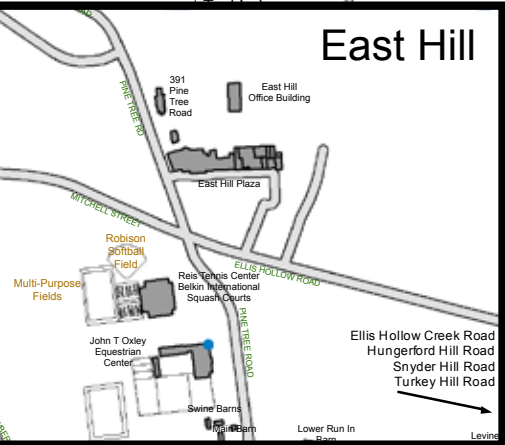 East Hill
391
Pine
Tree
Road
East Hill
Office Building
PINE TREE RD
East Hill Plaza
MITCHELL STREET
Robison
Softball
Field
ELLIS HOLLOW ROAD
Multi-Purpose
Fields
Reis Tennis Center
Belkin International
Squash Courts
PINE TREE ROAD
John T Oxley
Equestrian
Center
Ellis Hollow Creek Road
Hungerford Hill Road
Snyder Hill Road
Turkey Hill Road
Swine Barns
Main Barn
Lower Run In
Barn
Levine